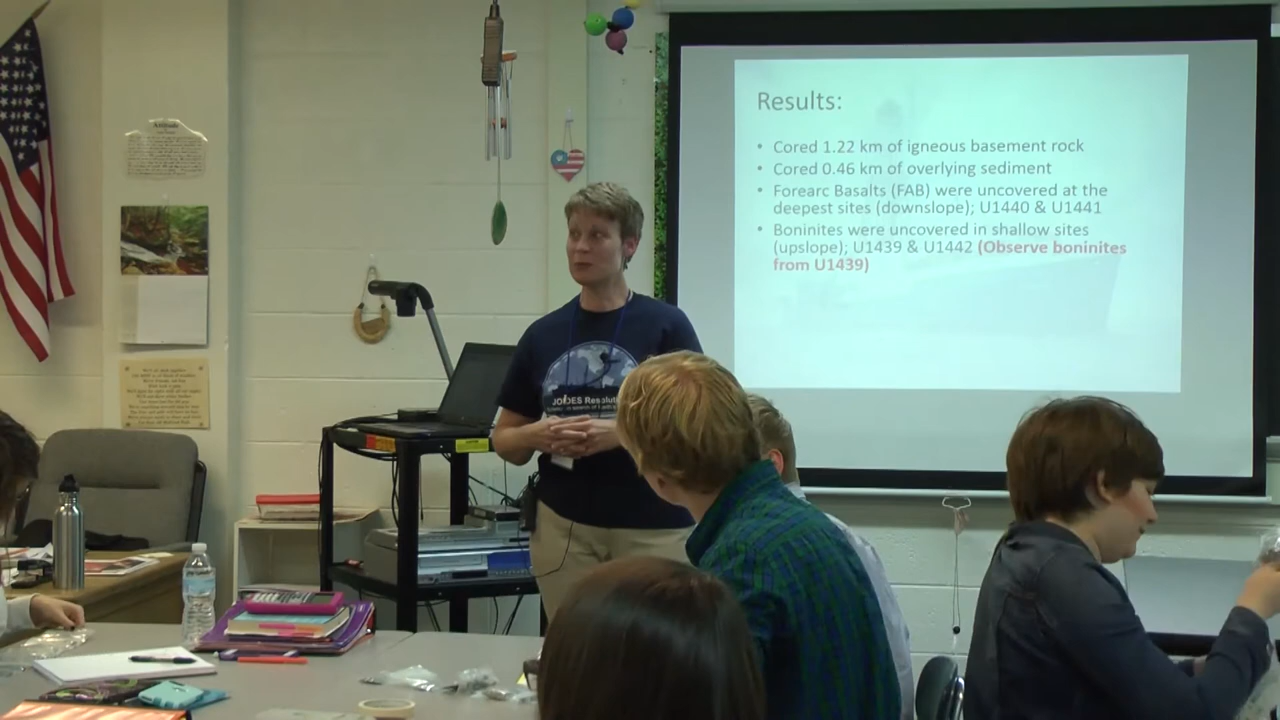 Results:
• Cored 1.22 km of igneous basement rock
• Cored 0.46 km of overlying sediment
• Forearc Basalts (FAB) were uncovered at the
deepest sites (downslope); U1440 & U1441
• Boninites were uncovered in shallow sites
(upslope); U1439 & U1442 (Observe boninites
from U1439)
Attitude
JOIDES Resolut